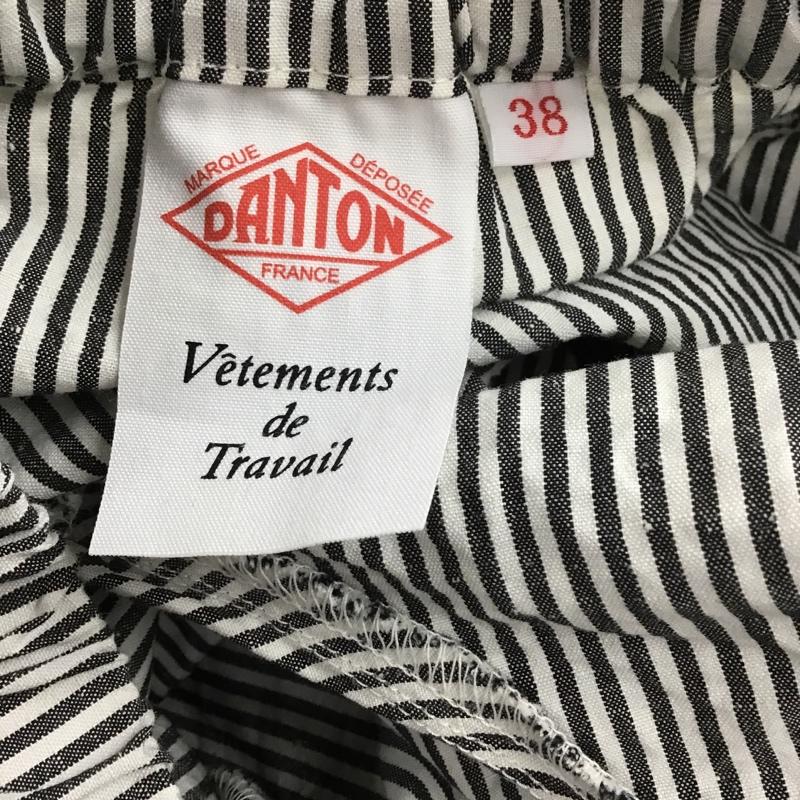 MARQUE DÉPOSÉE
DANTON
FRANCE
Vêtements
de
Travail
38